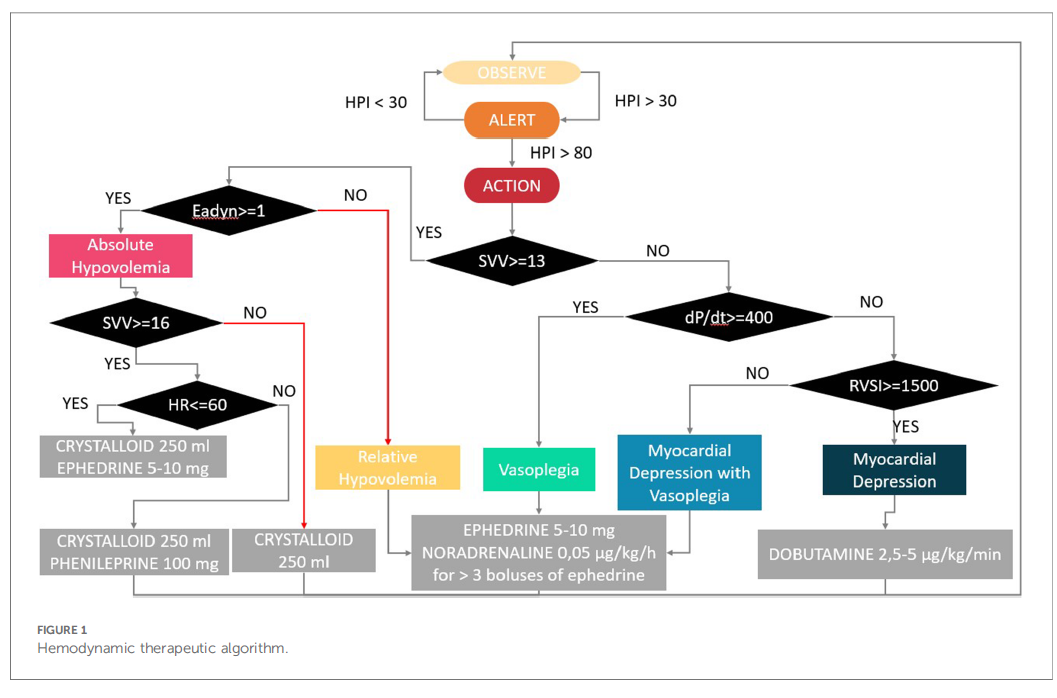 OBSERVE
HPI < 30
HPI > 30
ALERT
HPI > 80
ACTION
YES
Eadyn>=1
NO
YES
SVV>=13
NO
Absolute
Hypovolemia
SVV>=16
NO
YES
dP/dt>=400
NO
YES
HR<=60
NO
YES
NO
RVSI>=1500
YES
CRYSTALLOID 250 ml
EPHEDRINE 5-10 mg
Relative
Hypovolemia
Vasoplegia
Myocardial
Depression with
Vasoplegia
Myocardial
Depression
CRYSTALLOID 250 ml
PHENILEPRINE 100 mg
CRYSTALLOID
250 ml
EPHEDRINE 5-10 mg
NORADRENALINE 0,05 µg/kg/h
for > 3 boluses of ephedrine
DOBUTAMINE 2,5-5 µg/kg/min
FIGURE 1
Hemodynamic therapeutic algorithm.